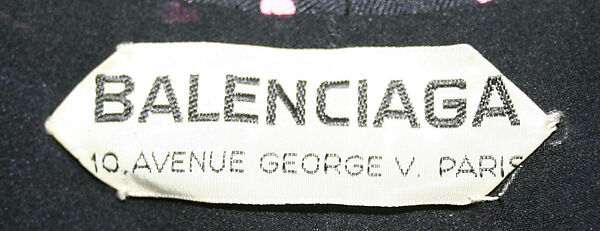 BALENCIAGA
10, AVENUE GEORGE V. PARIS